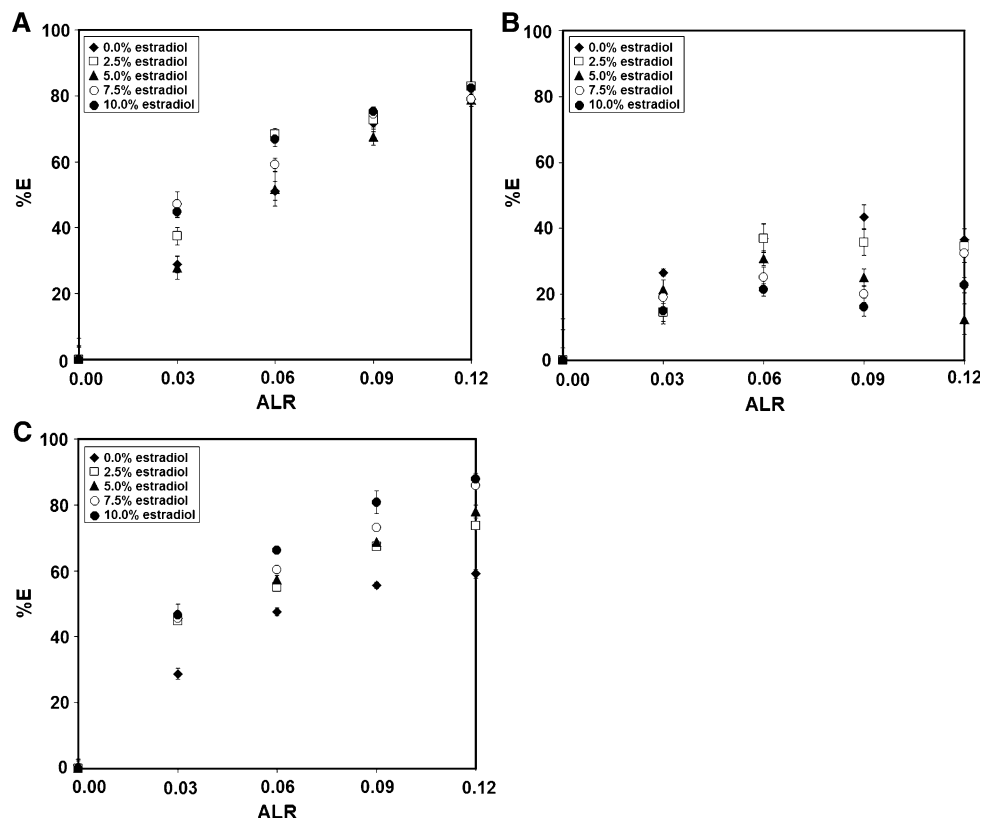 A
100
80
60
40
20
0
%E
0.0% estradiol
2.5% estradiol
5.0% estradiol
7.5% estradiol
10.0% estradiol
0.00 0.03 0.06 0.09 0.12
ALR
B
100
80
60
40
20
0
%E
0.0% estradiol
2.5% estradiol
5.0% estradiol
7.5% estradiol
10.0% estradiol
0.00 0.03 0.06 0.09 0.12
ALR
C
100
80
60
40
20
0
%E
0.0% estradiol
2.5% estradiol
5.0% estradiol
7.5% estradiol
10.0% estradiol
0.00 0.03 0.06 0.09 0.12
ALR